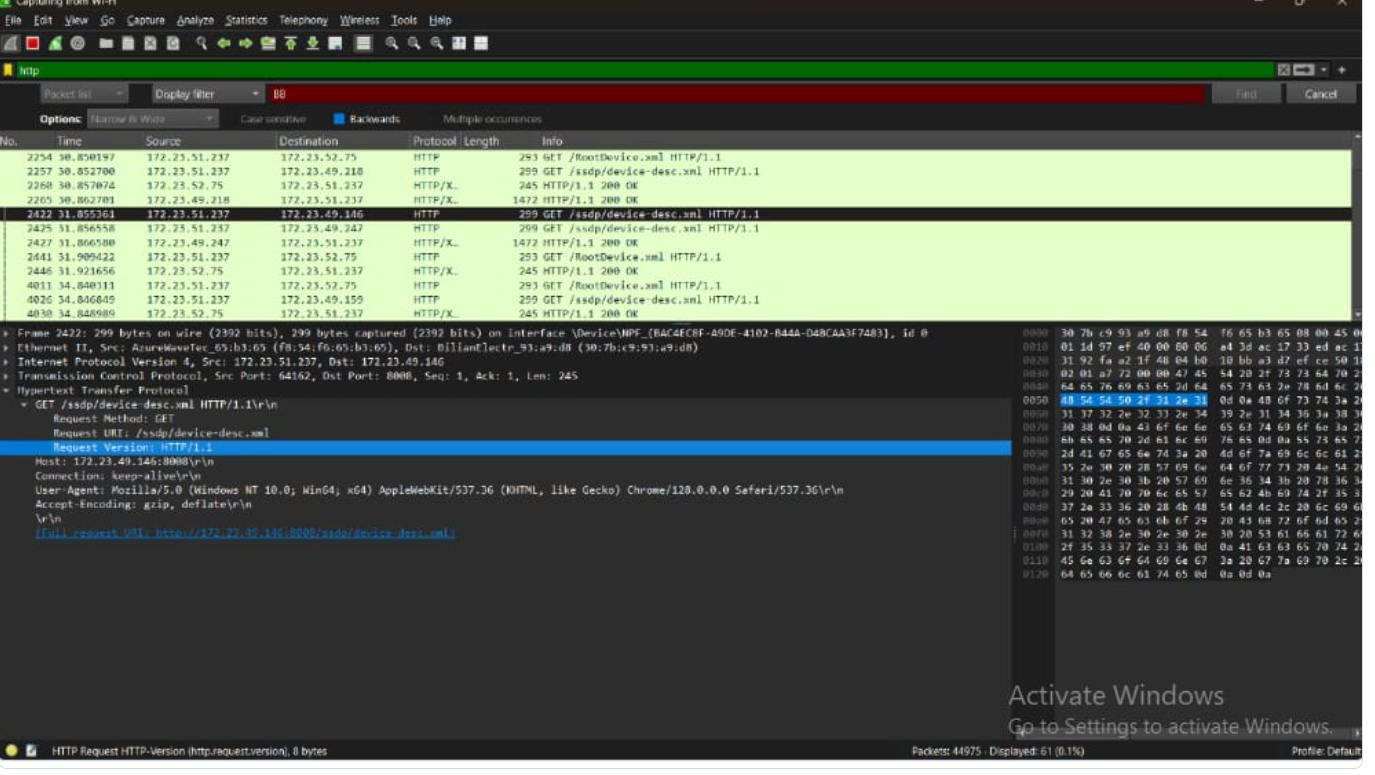 Capturing from Wi-Fi
File Edit View Go Capture Analyze Statistics Telephony Wireless Tools Help
http
Packet list Display filter BB Find Cancel
Options: Narrow & Wide Case sensitive Backwards Multiple occurrences
No. Time Source Destination Protocol Length Info
2254 30.850197 172.23.51.237 172.23.52.75 HTTP 293 GET /RootDevice.xml HTTP/1.1
2257 30.852700 172.23.51.237 172.23.49.218 HTTP 299 GET /ssdp/device-desc.xml HTTP/1.1
2260 30.857074 172.23.52.75 172.23.51.237 HTTP/X… 245 HTTP/1.1 200 OK
2265 30.862701 172.23.49.218 172.23.51.237 HTTP/X… 1472 HTTP/1.1 200 OK
2422 31.855361 172.23.51.237 172.23.49.146 HTTP 299 GET /ssdp/device-desc.xml HTTP/1.1
2425 31.856558 172.23.51.237 172.23.49.247 HTTP 299 GET /ssdp/device-desc.xml HTTP/1.1
2427 31.866580 172.23.49.247 172.23.51.237 HTTP/X… 1472 HTTP/1.1 200 OK
2441 31.909422 172.23.51.237 172.23.52.75 HTTP 293 GET /RootDevice.xml HTTP/1.1
2446 31.921656 172.23.52.75 172.23.51.237 HTTP/X… 245 HTTP/1.1 200 OK
4011 34.840311 172.23.51.237 172.23.52.75 HTTP 293 GET /RootDevice.xml HTTP/1.1
4026 34.846849 172.23.51.237 172.23.49.159 HTTP 299 GET /ssdp/device-desc.xml HTTP/1.1
4030 34.848989 172.23.52.75 172.23.51.237 HTTP/X… 245 HTTP/1.1 200 OK
Frame 2422: 299 bytes on wire (2392 bits), 299 bytes captured (2392 bits) on interface \Device\NPF_{BAC4EC8F-A9DE-4102-B44A-D48CAA3F7483}, id 0
Ethernet II, Src: AzureWaveTec_65:b3:65 (f8:54:f6:65:b3:65), Dst: BilianElectr_93:a9:d8 (30:7b:c9:93:a9:d8)
Internet Protocol Version 4, Src: 172.23.51.237, Dst: 172.23.49.146
Transmission Control Protocol, Src Port: 64162, Dst Port: 8008, Seq: 1, Ack: 1, Len: 245
Hypertext Transfer Protocol
GET /ssdp/device-desc.xml HTTP/1.1\r\n
Request Method: GET
Request URI: /ssdp/device-desc.xml
Request Version: HTTP/1.1
Host: 172.23.49.146:8008\r\n
Connection: keep-alive\r\n
User-Agent: Mozilla/5.0 (Windows NT 10.0; Win64; x64) AppleWebKit/537.36 (KHTML, like Gecko) Chrome/128.0.0.0 Safari/537.36\r\n
Accept-Encoding: gzip, deflate\r\n
\r\n
[Full request URI: http://172.23.49.146:8008/ssdp/device-desc.xml]
0000 30 7b c9 93 a9 d8 f8 54 f6 65 b3 65 08 00 45
0010 01 1d 97 ef 40 00 80 06 a4 3d ac 17 33 ed ac
0020 31 92 fa a2 1f 48 04 b0 10 bb a3 d7 ef ce 50
0030 02 01 a7 72 00 00 47 45 54 20 2f 73 73 64 70
0040 64 65 76 69 63 65 2d 64 65 73 63 2e 78 6d 6c
0050 48 54 54 50 2f 31 2e 31 0d 0a 48 6f 73 74 3a
0060 31 37 32 2e 32 33 2e 34 39 2e 31 34 36 3a 38
0070 30 38 0d 0a 43 6f 6e 6e 65 63 74 69 6f 6e 3a
0080 6b 65 65 70 2d 61 6c 69 76 65 0d 0a 55 73 65
0090 2d 41 67 65 6e 74 3a 20 4d 6f 7a 69 6c 6c 61
00a0 35 2e 30 20 28 57 69 6e 64 6f 77 73 20 4e 54
00b0 31 30 2e 30 3b 20 57 69 6e 36 34 3b 20 78 36
00c0 29 20 41 70 70 6c 65 57 65 62 4b 69 74 2f 35
00d0 37 2e 33 36 20 28 4b 48 54 4d 4c 2c 20 6c 69
00e0 65 20 47 65 63 6b 6f 29 20 43 68 72 6f 6d 65
00f0 31 32 38 2e 30 2e 30 2e 30 20 53 61 66 61 72
0100 2f 35 33 37 2e 33 36 0d 0a 41 63 63 65 70 74
0110 45 6e 63 6f 64 69 6e 67 3a 20 67 7a 69 70 2c
0120 64 65 66 6c 61 74 65 0d 0a 0d 0a
Activate Windows
Go to Settings to activate Windows.
HTTP Request HTTP-Version (http.request.version), 8 bytes Packets: 44975 · Displayed: 61 (0.1%) Profile: Default